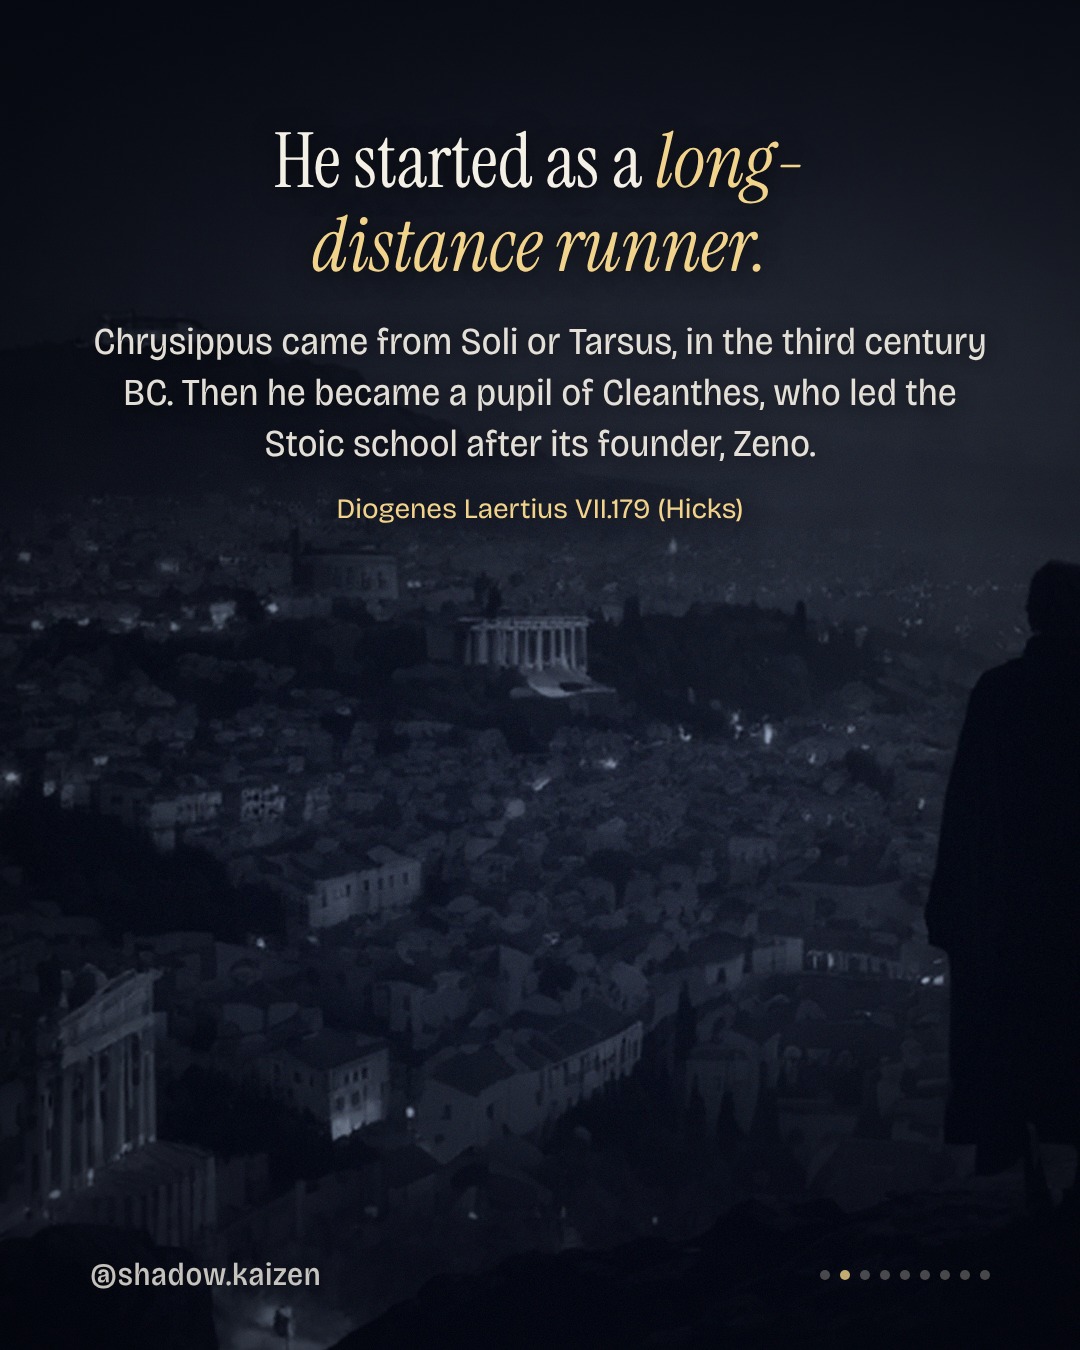 He started as a long-
distance runner.
Chrysippus came from Soli or Tarsus, in the third century
BC. Then he became a pupil of Cleanthes, who led the
Stoic school after its founder, Zeno.
Diogenes Laertius VII.179 (Hicks)
@shadow.kaizen